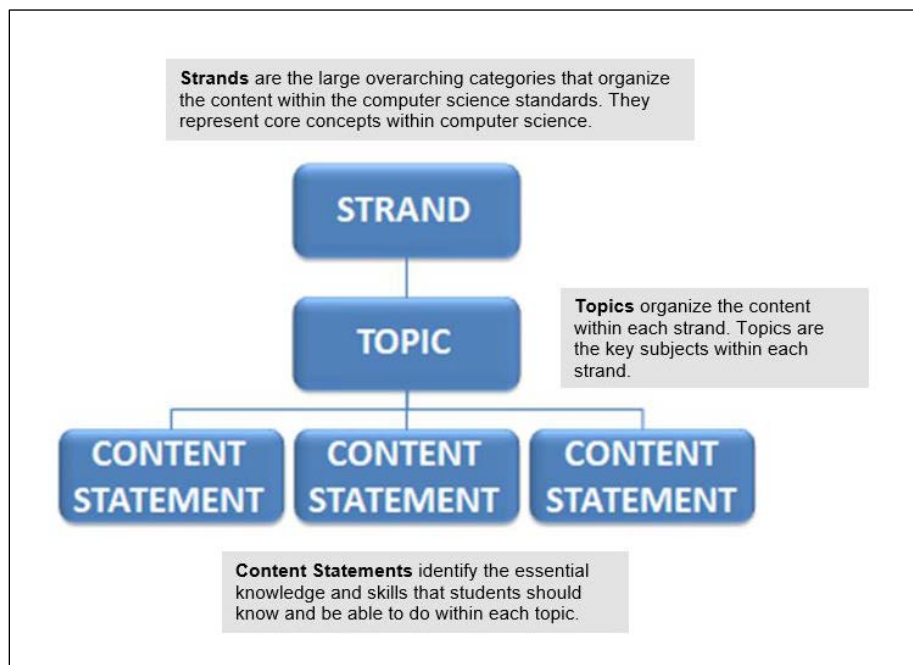 Strands are the large overarching categories that organize
the content within the computer science standards. They
represent core concepts within computer science.
STRAND
TOPIC
Topics organize the content
within each strand. Topics are
the key subjects within each
strand.
CONTENT
STATEMENT
CONTENT
STATEMENT
CONTENT
STATEMENT
Content Statements identify the essential
knowledge and skills that students should
know and be able to do within each topic.